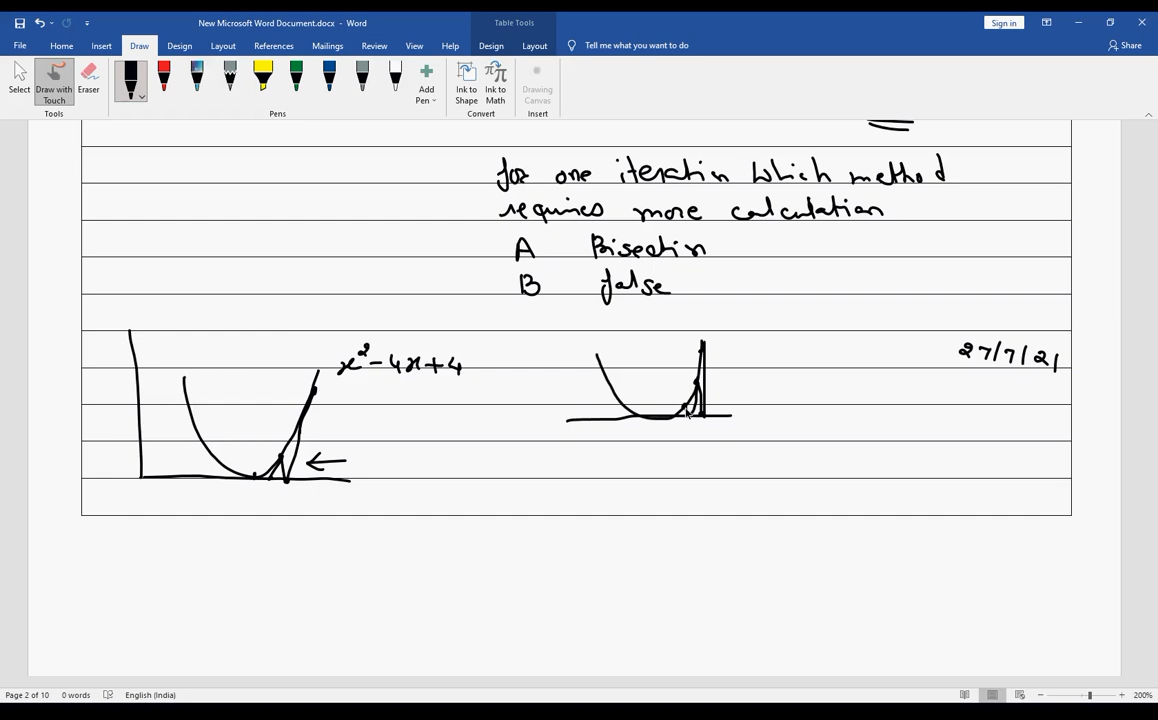 New Microsoft Word Document.docx - Word
Table Tools
Sign in
File Home Insert Draw Design Layout References Mailings Review View Help Design Layout Tell me what you want to do Share
Select Draw with Touch Eraser Add Pen Ink to Shape Ink to Math Drawing Canvas
Tools Pens Convert Insert
for one iteration which method
requires more calculation
A Bisection
B false
x² - 4x + 4
27/7/21
Page 2 of 10 0 words English (India) 200%